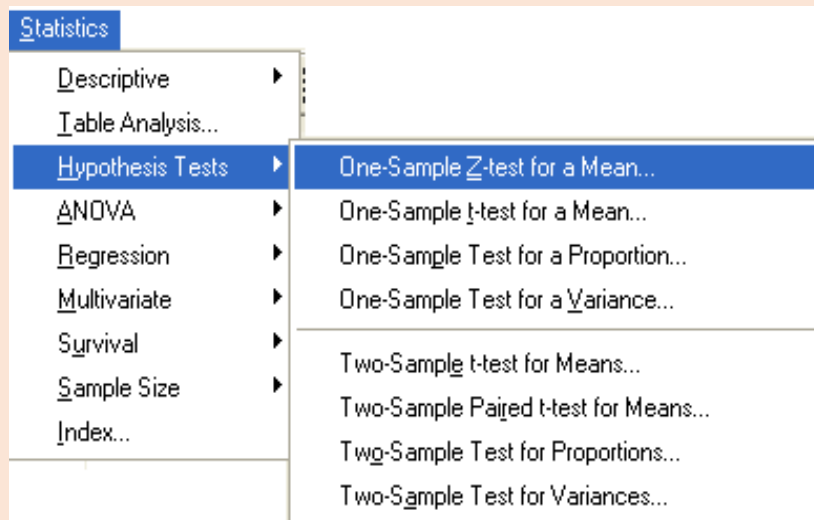 Statistics
Descriptive
Table Analysis...
Hypothesis Tests
ANOVA
Regression
Multivariate
Survival
Sample Size
Index...
One-Sample Z-test for a Mean...
One-Sample t-test for a Mean...
One-Sample Test for a Proportion...
One-Sample Test for a Variance...
Two-Sample t-test for Means...
Two-Sample Paired t-test for Means...
Two-Sample Test for Proportions...
Two-Sample Test for Variances...